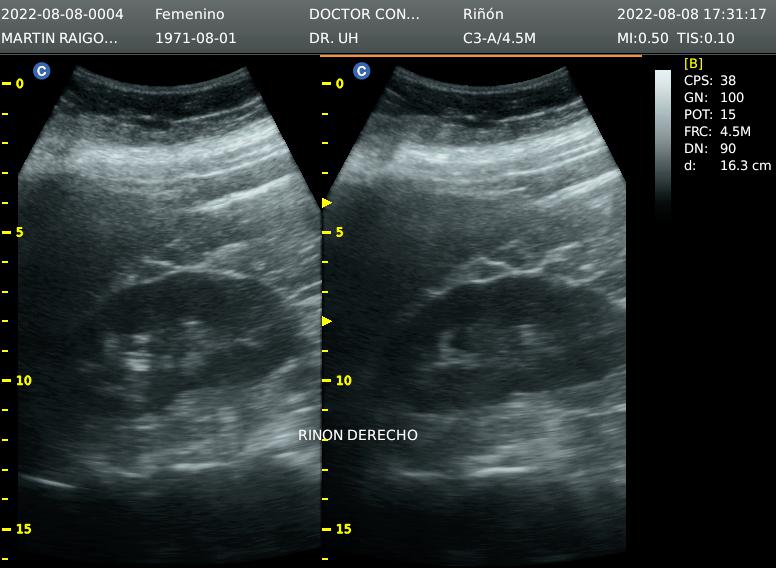 2022-08-08-0004 Femenino DOCTOR CON... Riñón 2022-08-08 17:31:17
MARTIN RAIGO... 1971-08-01 DR. UH C3-A/4.5M MI:0.50 TIS:0.10
C
C
[B]
CPS: 38
GN: 100
POT: 15
FRC: 4.5M
DN: 90
d: 16.3 cm
0
5
10
15
0
5
10
15
RINON DERECHO